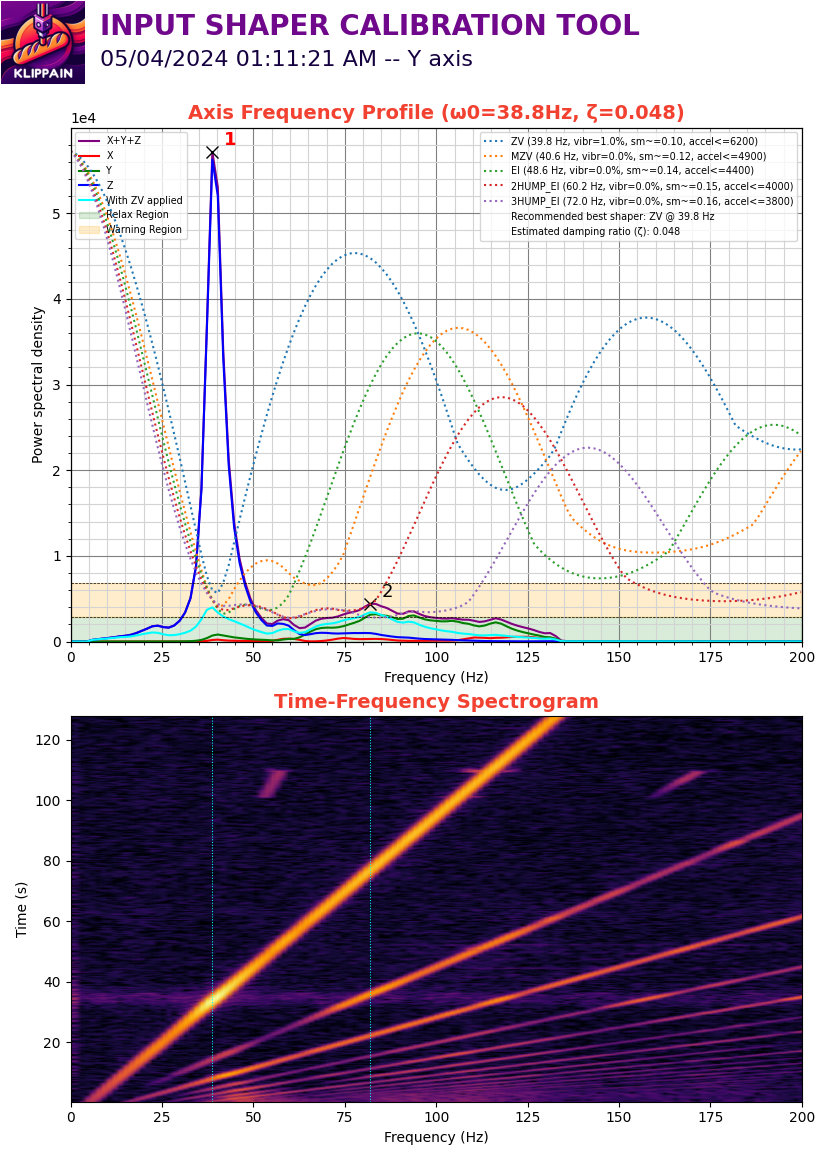 INPUT SHAPER CALIBRATION TOOL
05/04/2024 01:11:21 AM -- Y axis
KLIPPAIN
Axis Frequency Profile (ω0=38.8Hz, ζ=0.048)
1e4
X+Y+Z
X
Y
Z
With ZV applied
Relax Region
Warning Region
1
2
ZV (39.8 Hz, vibr=1.0%, sm~=0.10, accel<=6200)
MZV (40.6 Hz, vibr=0.0%, sm~=0.12, accel<=4900)
EI (48.6 Hz, vibr=0.0%, sm~=0.14, accel<=4400)
2HUMP_EI (60.2 Hz, vibr=0.0%, sm~=0.15, accel<=4000)
3HUMP_EI (72.0 Hz, vibr=0.0%, sm~=0.16, accel<=3800)
Recommended best shaper: ZV @ 39.8 Hz
Estimated damping ratio (ζ): 0.048
Power spectral density
5
4
3
2
1
0
0 25 50 75 100 125 150 175 200
Frequency (Hz)
Time-Frequency Spectrogram
Time (s)
120
100
80
60
40
20
0 25 50 75 100 125 150 175 200
Frequency (Hz)